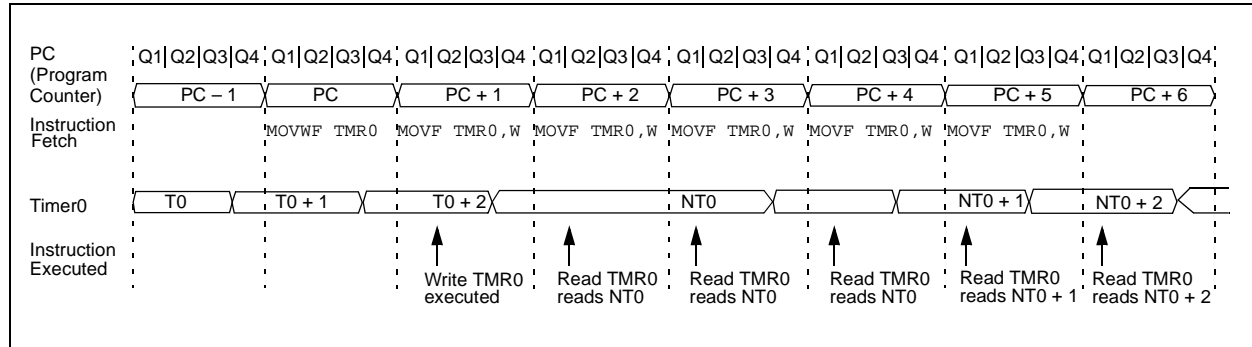 PC
(Program
Counter)
Q1 Q2 Q3 Q4 Q1 Q2 Q3 Q4 Q1 Q2 Q3 Q4 Q1 Q2 Q3 Q4 Q1 Q2 Q3 Q4 Q1 Q2 Q3 Q4 Q1 Q2 Q3 Q4 Q1 Q2 Q3 Q4
PC – 1 PC PC + 1 PC + 2 PC + 3 PC + 4 PC + 5 PC + 6
Instruction
Fetch
MOVWF TMR0 MOVF TMR0,W MOVF TMR0,W MOVF TMR0,W MOVF TMR0,W MOVF TMR0,W
Timer0
T0 T0 + 1 T0 + 2 NT0 NT0 + 1 NT0 + 2
Instruction
Executed
Write TMR0
executed
Read TMR0
reads NT0
Read TMR0
reads NT0
Read TMR0
reads NT0
Read TMR0
reads NT0 + 1
Read TMR0
reads NT0 + 2